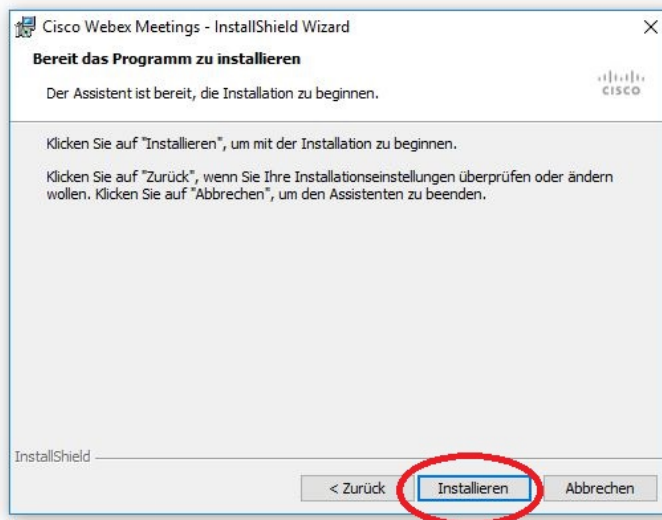 Cisco Webex Meetings - InstallShield Wizard
Bereit das Programm zu installieren
Der Assistent ist bereit, die Installation zu beginnen.
CISCO
Klicken Sie auf "Installieren", um mit der Installation zu beginnen.
Klicken Sie auf "Zurück", wenn Sie Ihre Installationseinstellungen überprüfen oder ändern
wollen. Klicken Sie auf "Abbrechen", um den Assistenten zu beenden.
InstallShield
< Zurück
Installieren
Abbrechen